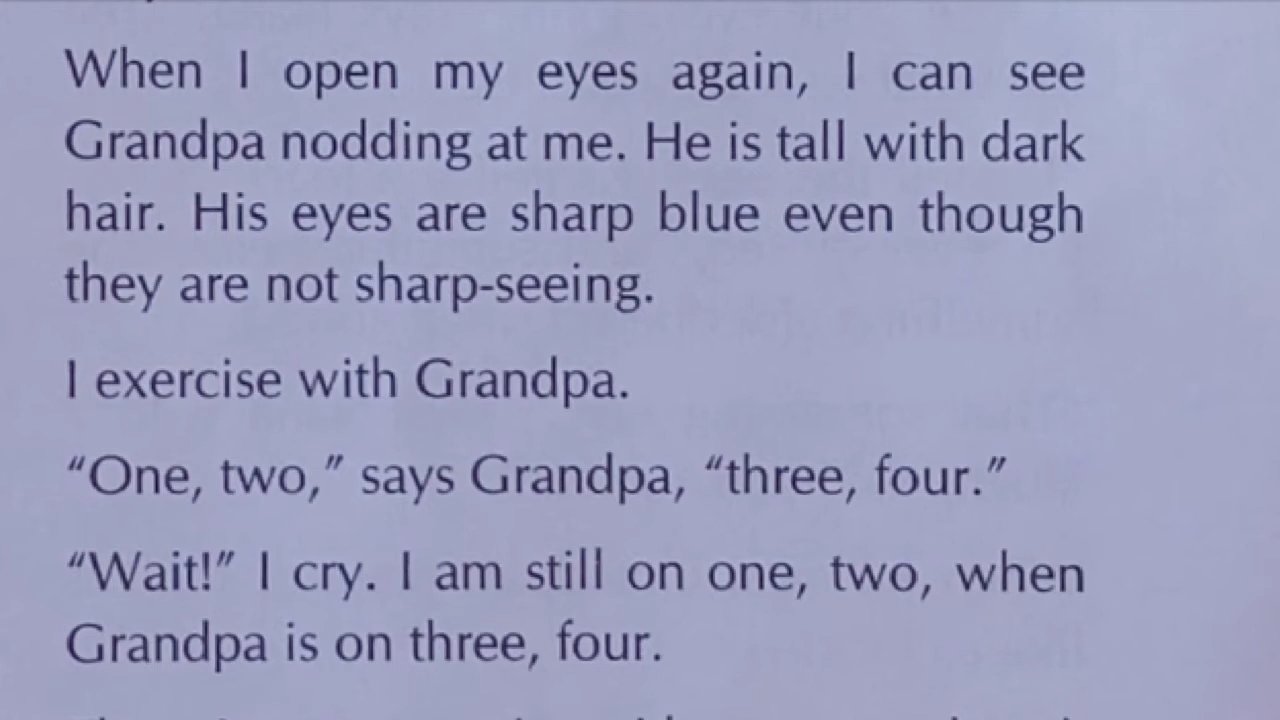 When I open my eyes again, I can see
Grandpa nodding at me. He is tall with dark
hair. His eyes are sharp blue even though
they are not sharp-seeing.
I exercise with Grandpa.
“One, two,” says Grandpa, “three, four.”
“Wait!” I cry. I am still on one, two, when
Grandpa is on three, four.